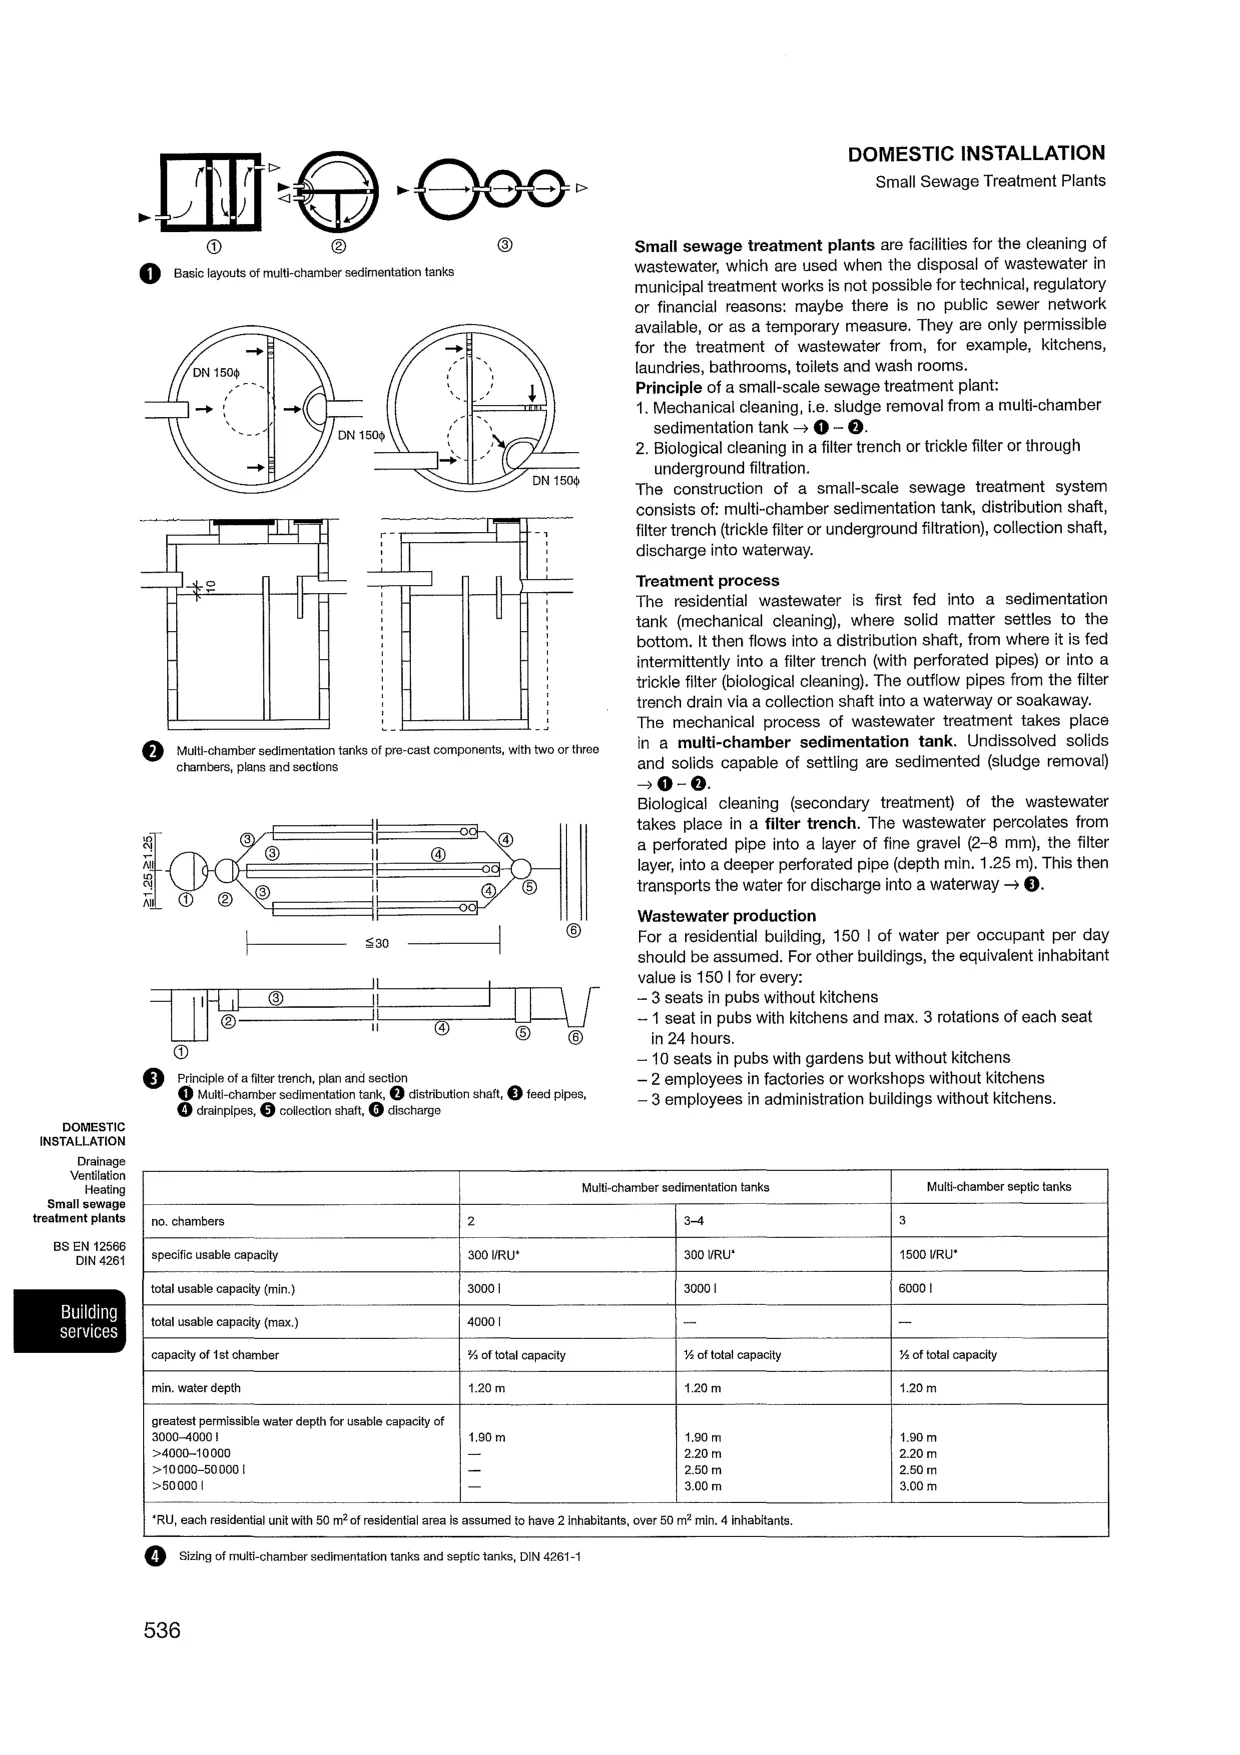 DOMESTIC INSTALLATION
Small Sewage Treatment Plants
① ② ③
❶ Basic layouts of multi-chamber sedimentation tanks
DN 150ϕ
DN 150ϕ
DN 150ϕ
10
❷ Multi-chamber sedimentation tanks of pre-cast components, with two or three
chambers, plans and sections
≧1.25 ≧1.25
③ ③ ③ ④ ④ ④
① ② ⑤ ⑥
≦30
③
② ④ ⑤ ⑥
①
❸ Principle of a filter trench, plan and section
❶ Multi-chamber sedimentation tank, ❷ distribution shaft, ❸ feed pipes,
❹ drainpipes, ❺ collection shaft, ❻ discharge
Small sewage treatment plants are facilities for the cleaning of
wastewater, which are used when the disposal of wastewater in
municipal treatment works is not possible for technical, regulatory
or financial reasons: maybe there is no public sewer network
available, or as a temporary measure. They are only permissible
for the treatment of wastewater from, for example, kitchens,
laundries, bathrooms, toilets and wash rooms.
Principle of a small-scale sewage treatment plant:
1. Mechanical cleaning, i.e. sludge removal from a multi-chamber
sedimentation tank → ❶ – ❷.
2. Biological cleaning in a filter trench or trickle filter or through
underground filtration.
The construction of a small-scale sewage treatment system
consists of: multi-chamber sedimentation tank, distribution shaft,
filter trench (trickle filter or underground filtration), collection shaft,
discharge into waterway.
Treatment process
The residential wastewater is first fed into a sedimentation
tank (mechanical cleaning), where solid matter settles to the
bottom. It then flows into a distribution shaft, from where it is fed
intermittently into a filter trench (with perforated pipes) or into a
trickle filter (biological cleaning). The outflow pipes from the filter
trench drain via a collection shaft into a waterway or soakaway.
The mechanical process of wastewater treatment takes place
in a multi-chamber sedimentation tank. Undissolved solids
and solids capable of settling are sedimented (sludge removal)
→ ❶ – ❷.
Biological cleaning (secondary treatment) of the wastewater
takes place in a filter trench. The wastewater percolates from
a perforated pipe into a layer of fine gravel (2–8 mm), the filter
layer, into a deeper perforated pipe (depth min. 1.25 m). This then
transports the water for discharge into a waterway → ❸.
Wastewater production
For a residential building, 150 l of water per occupant per day
should be assumed. For other buildings, the equivalent inhabitant
value is 150 l for every:
– 3 seats in pubs without kitchens
– 1 seat in pubs with kitchens and max. 3 rotations of each seat
in 24 hours.
– 10 seats in pubs with gardens but without kitchens
– 2 employees in factories or workshops without kitchens
– 3 employees in administration buildings without kitchens.
DOMESTIC
INSTALLATION
Drainage
Ventilation
Heating
Small sewage
treatment plants
BS EN 12566
DIN 4261
Building
services
Multi-chamber sedimentation tanks Multi-chamber septic tanks
no. chambers 2 3–4 3
specific usable capacity 300 l/RU* 300 l/RU* 1500 l/RU*
total usable capacity (min.) 3000 l 3000 l 6000 l
total usable capacity (max.) 4000 l — —
capacity of 1st chamber ⅔ of total capacity ½ of total capacity ½ of total capacity
min. water depth 1.20 m 1.20 m 1.20 m
greatest permissible water depth for usable capacity of
3000–4000 l 1.90 m 1.90 m 1.90 m
>4000–10 000 — 2.20 m 2.20 m
>10 000–50 000 l — 2.50 m 2.50 m
>50 000 l — 3.00 m 3.00 m
*RU, each residential unit with 50 m² of residential area is assumed to have 2 inhabitants, over 50 m² min. 4 inhabitants.
❹ Sizing of multi-chamber sedimentation tanks and septic tanks, DIN 4261-1
536